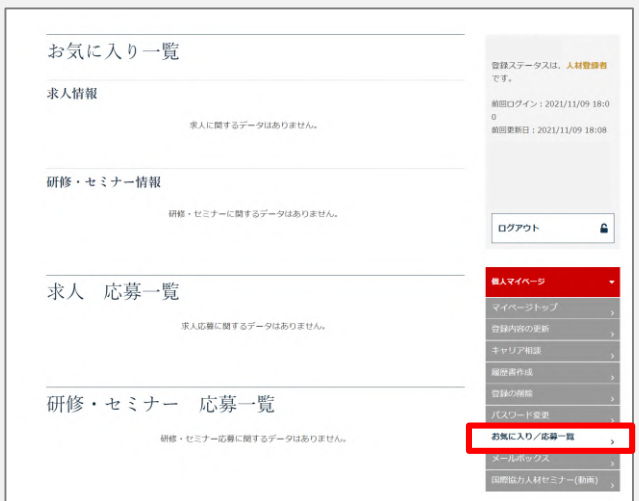 お気に入り一覧
求人情報
求人に関するデータはありません。
研修・セミナー情報
研修・セミナーに関するデータはありません。
求人　応募一覧
求人応募に関するデータはありません。
研修・セミナー　応募一覧
研修・セミナー応募に関するデータはありません。
登録ステータスは、人材登録者
です。
前回ログイン：2021/11/09 18:0
0
前回更新日：2021/11/09 18:08
ログアウト
個人マイページ
マイページトップ
登録内容の更新
キャリア相談
履歴書作成
登録の削除
パスワード変更
お気に入り／応募一覧
メールボックス
国際協力人材セミナー(動画)